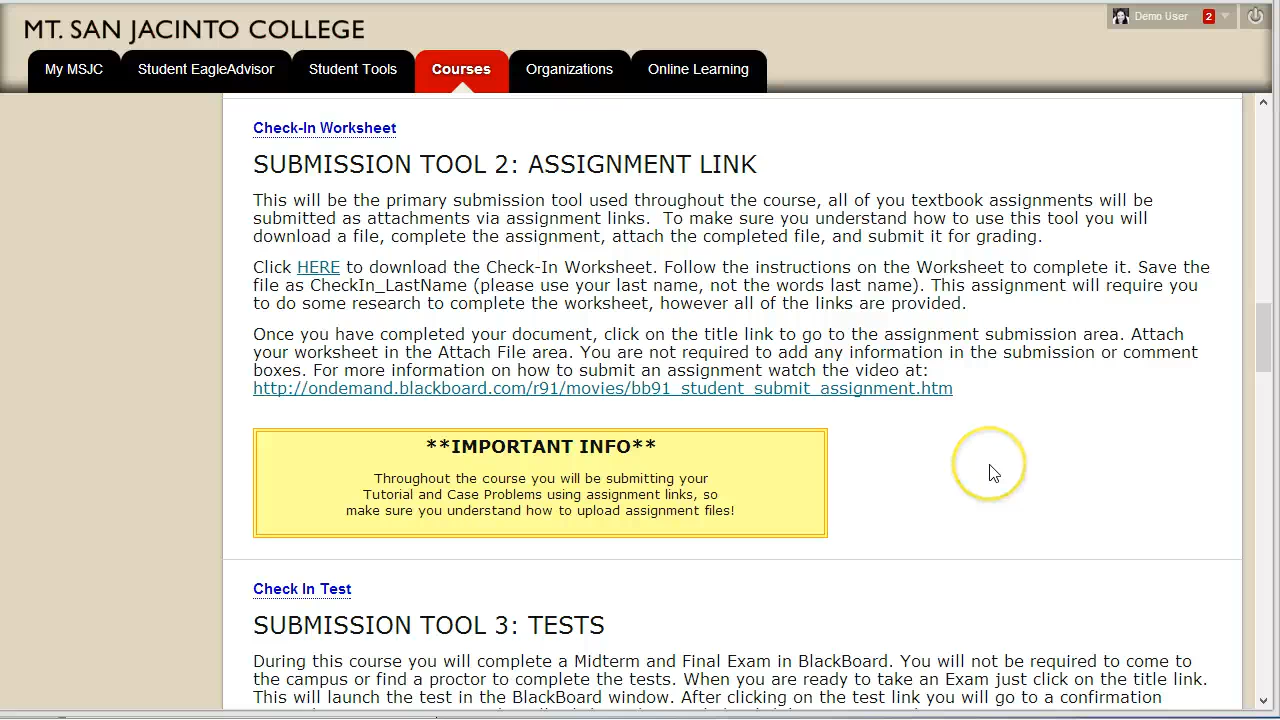 MT. SAN JACINTO COLLEGE
Demo User 2
My MSJC Student EagleAdvisor Student Tools Courses Organizations Online Learning
Check-In Worksheet
SUBMISSION TOOL 2: ASSIGNMENT LINK
This will be the primary submission tool used throughout the course, all of you textbook assignments will be
submitted as attachments via assignment links.  To make sure you understand how to use this tool you will
download a file, complete the assignment, attach the completed file, and submit it for grading.
Click HERE to download the Check-In Worksheet. Follow the instructions on the Worksheet to complete it. Save the
file as CheckIn_LastName (please use your last name, not the words last name). This assignment will require you
to do some research to complete the worksheet, however all of the links are provided.
Once you have completed your document, click on the title link to go to the assignment submission area. Attach
your worksheet in the Attach File area. You are not required to add any information in the submission or comment
boxes. For more information on how to submit an assignment watch the video at:
http://ondemand.blackboard.com/r91/movies/bb91_student_submit_assignment.htm
**IMPORTANT INFO**
Throughout the course you will be submitting your
Tutorial and Case Problems using assignment links, so
make sure you understand how to upload assignment files!
Check In Test
SUBMISSION TOOL 3: TESTS
During this course you will complete a Midterm and Final Exam in BlackBoard. You will not be required to come to
the campus or find a proctor to complete the tests. When you are ready to take an Exam just click on the title link.
This will launch the test in the BlackBoard window. After clicking on the test link you will go to a confirmation